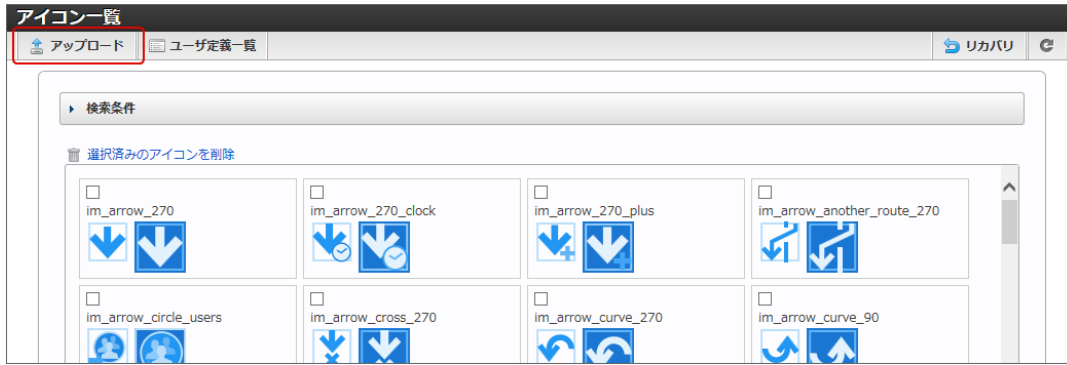 アイコン一覧
アップロード ユーザ定義一覧 リカバリ
検索条件
選択済みのアイコンを削除
im_arrow_270 im_arrow_270_clock im_arrow_270_plus im_arrow_another_route_270
im_arrow_circle_users im_arrow_cross_270 im_arrow_curve_270 im_arrow_curve_90